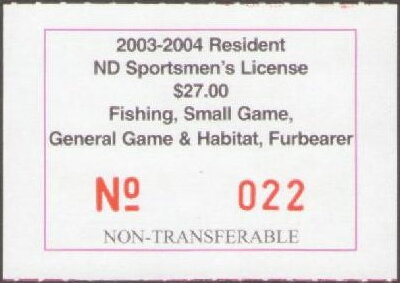 2003-2004 Resident
ND Sportsmen's License
$27.00
Fishing, Small Game,
General Game & Habitat, Furbearer
Nº 022
NON-TRANSFERABLE